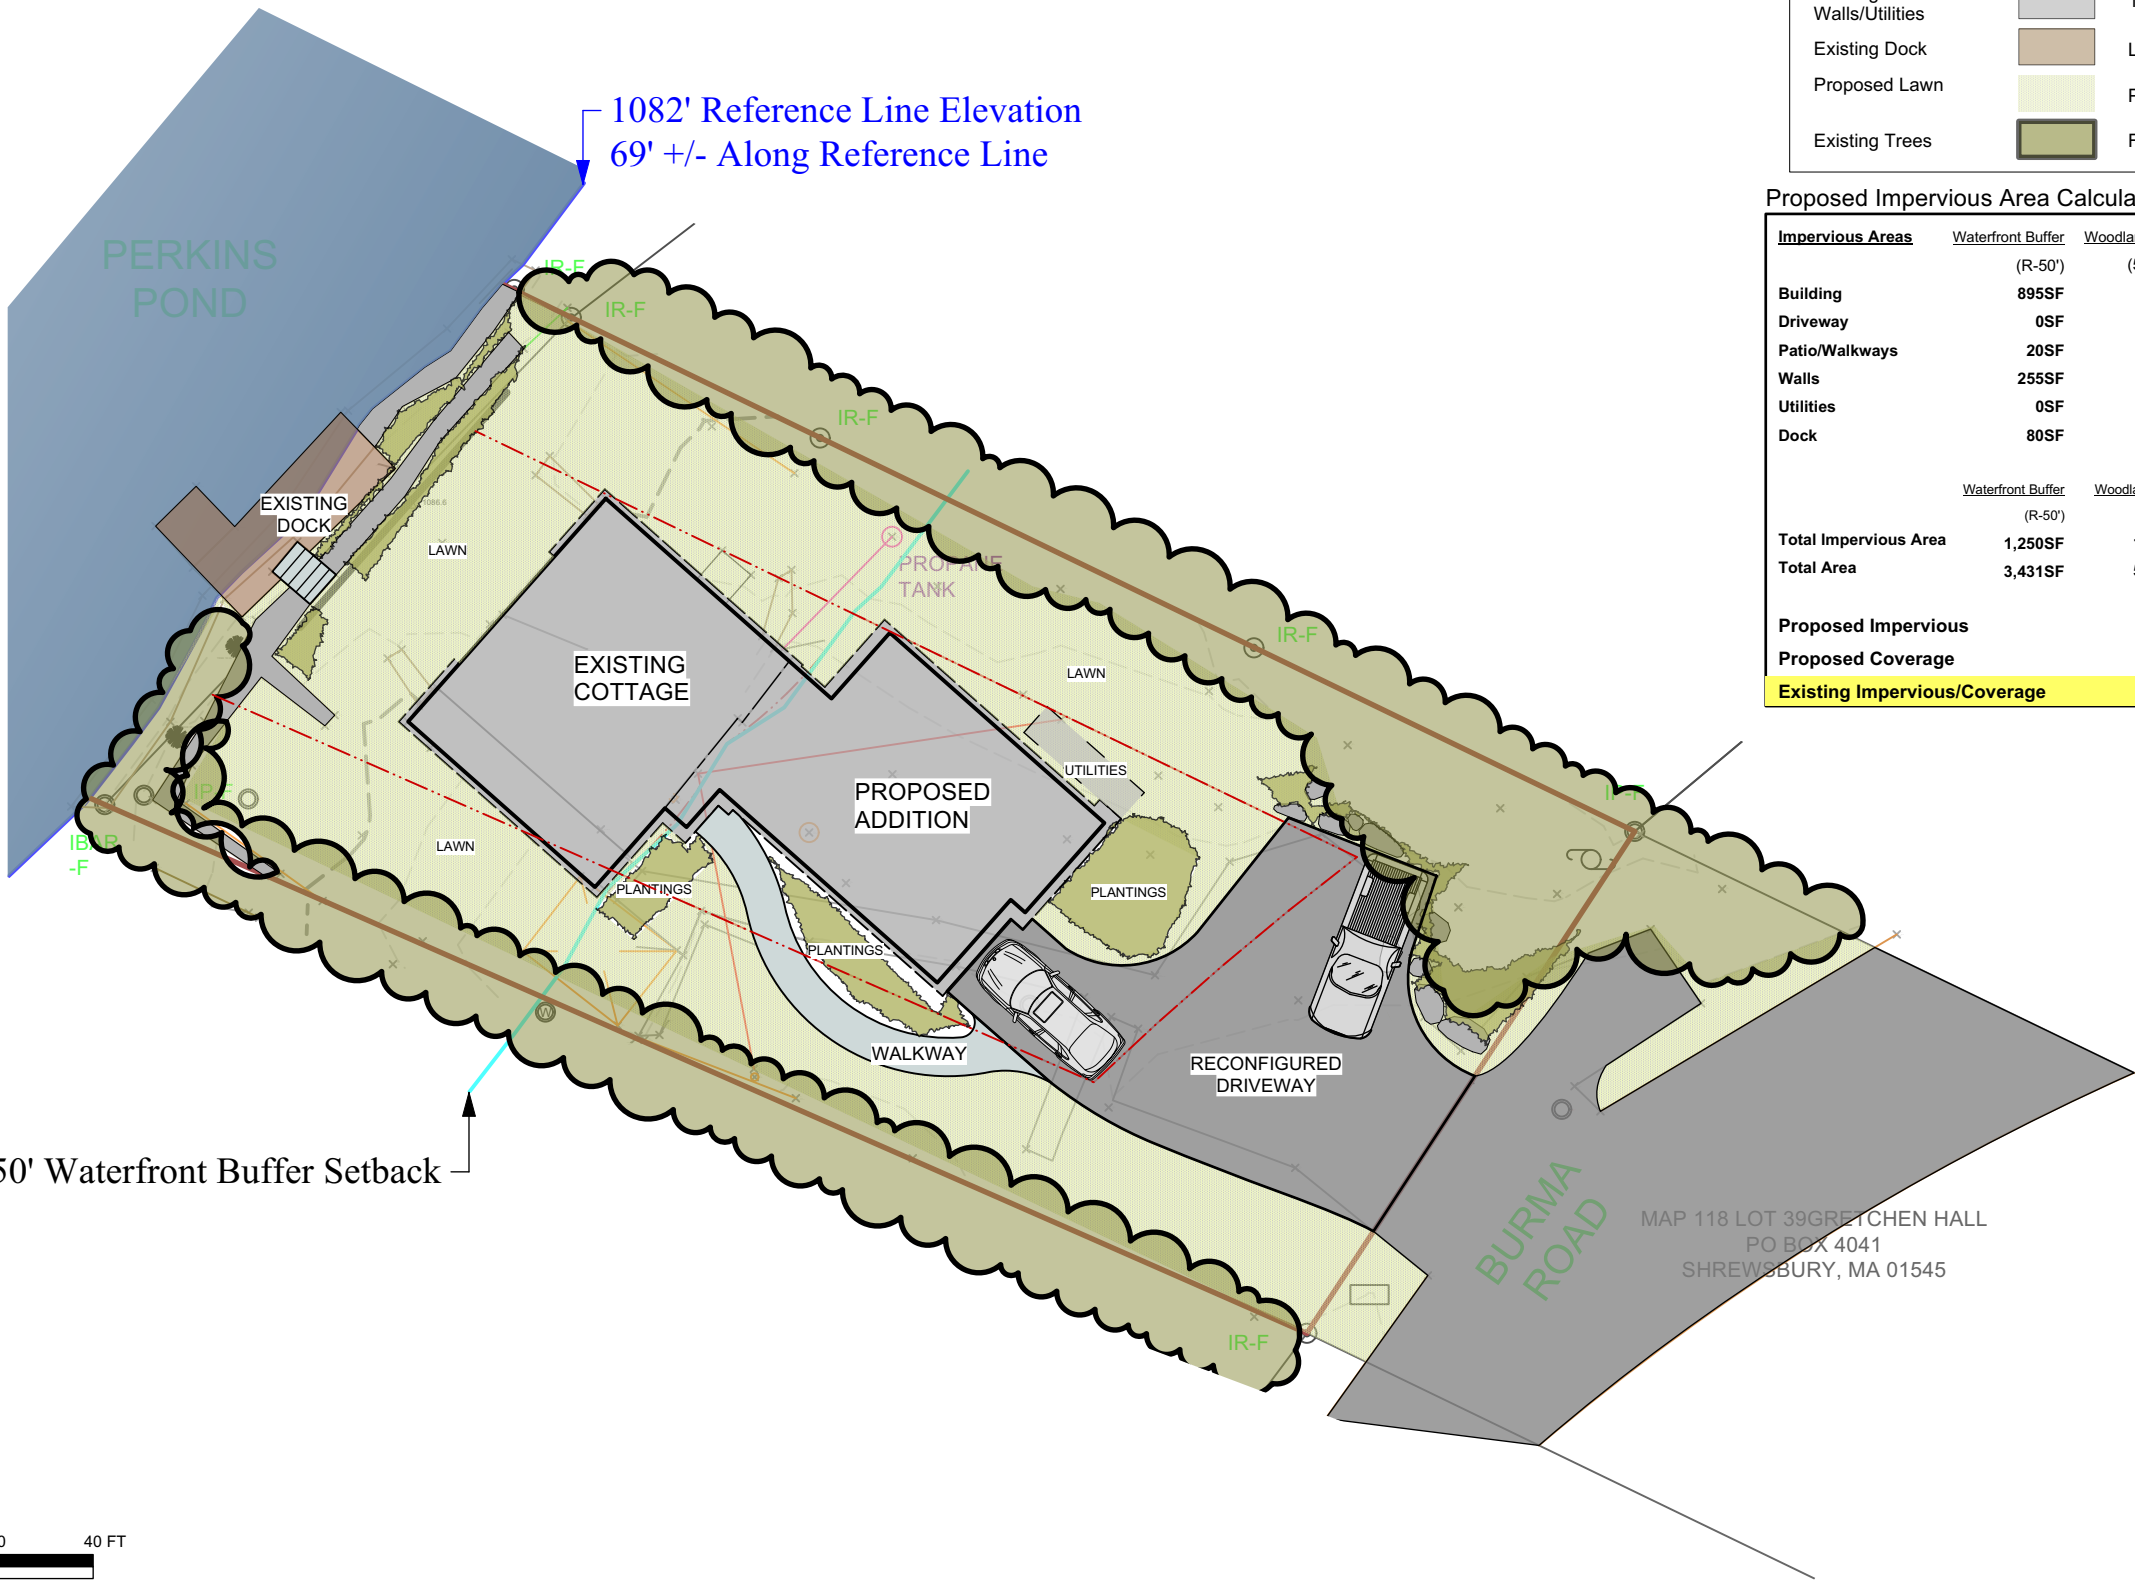 Walls/Utilities
Existing Dock
Proposed Lawn
Existing Trees
1082' Reference Line Elevation
69' +/- Along Reference Line
Proposed Impervious Area Calcula
Impervious Areas Waterfront Buffer Woodla
(R-50')
Building 895SF
Driveway 0SF
Patio/Walkways 20SF
Walls 255SF
Utilities 0SF
Dock 80SF
Waterfront Buffer Woodla
(R-50')
Total Impervious Area 1,250SF
Total Area 3,431SF
Proposed Impervious
Proposed Coverage
Existing Impervious/Coverage
PERKINS
POND
IR-F
IR-F
IR-F
EXISTING
DOCK
1086.6
LAWN
PROPANE
TANK
IR-F
EXISTING
COTTAGE
LAWN
UTILITIES
PROPOSED
ADDITION
IBAR
-F
LAWN
PLANTINGS
PLANTINGS
PLANTINGS
W
WALKWAY
RECONFIGURED
DRIVEWAY
50' Waterfront Buffer Setback
BURMA
ROAD
MAP 118 LOT 39GRETCHEN HALL
PO BOX 4041
SHREWSBURY, MA 01545
IR-F
40 FT